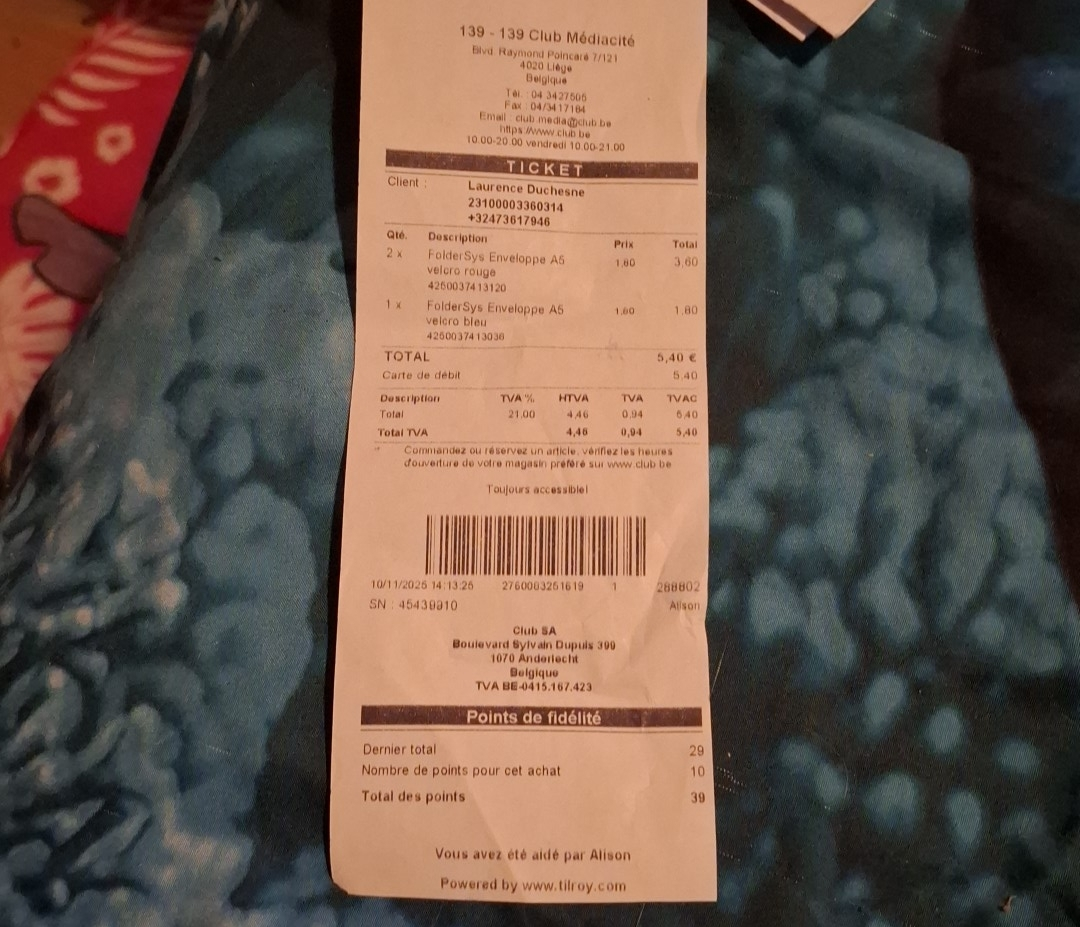 139 - 139 Club Médiacité
Blvd. Raymond Poincaré 7/121
4020 Liège
Belgique
Tél. : 04 3427505
Fax : 04/3417184
Email : club.media@club.be
https://www.club.be
10.00-20.00 vendredi 10.00-21.00
TICKET
Client : Laurence Duchesne
23100003360314
+32473617946
Qté. Description Prix Total
2 x FolderSys Enveloppe A5 1,80 3,60
velcro rouge
4250037413120
1 x FolderSys Enveloppe A5 1,80 1,80
velcro bleu
4250037413036
TOTAL 5,40 €
Carte de débit 5,40
Description TVA % HTVA TVA TVAC
Total 21,00 4,46 0,94 5,40
Total TVA 4,46 0,94 5,40
Commandez ou réservez un article, vérifiez les heures
d'ouverture de votre magasin préféré sur www.club.be
Toujours accessible!
10/11/2025 14:13:25 2760083251619 1 288802
SN : 45439910 Alison
Club SA
Boulevard Sylvain Dupuis 399
1070 Anderlecht
Belgique
TVA BE-0415.167.423
Points de fidélité
Dernier total 29
Nombre de points pour cet achat 10
Total des points 39
Vous avez été aidé par Alison
Powered by www.tilroy.com